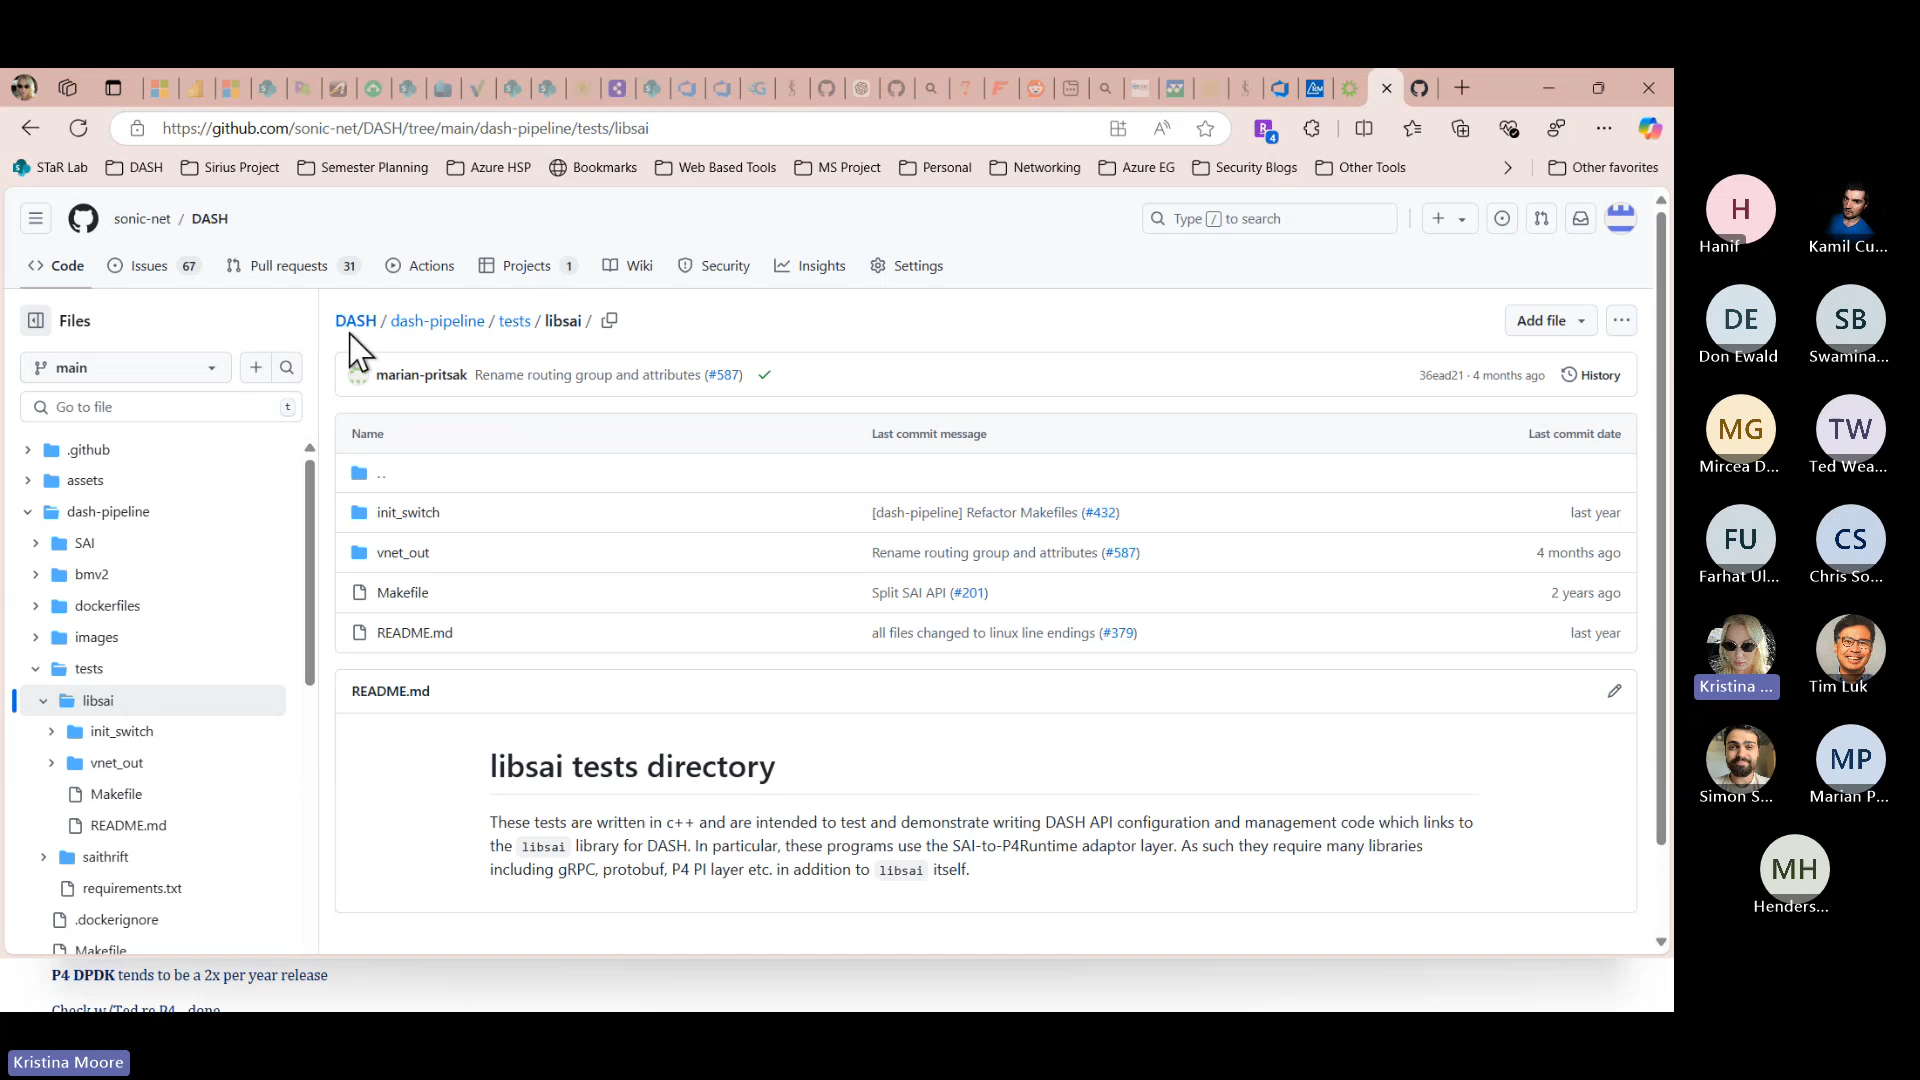 https://github.com/sonic-net/DASH/tree/main/dash-pipeline/tests/libsai
4
STaR Lab
DASH
Sirius Project
Semester Planning
Azure HSP
Bookmarks
Web Based Tools
MS Project
Personal
Networking
Azure EG
Security Blogs
Other Tools
Other favorites
sonic-net / DASH
Type / to search
Code
Issues 67
Pull requests 31
Actions
Projects 1
Wiki
Security
Insights
Settings
Files
main
Go to file
t
.github
assets
dash-pipeline
SAI
bmv2
dockerfiles
images
tests
libsai
init_switch
vnet_out
Makefile
README.md
saithrift
requirements.txt
.dockerignore
Makefile
DASH / dash-pipeline / tests / libsai /
Add file
marian-pritsak Rename routing group and attributes (#587)
36ead21 · 4 months ago
History
Name Last commit message Last commit date
..
init_switch [dash-pipeline] Refactor Makefiles (#432) last year
vnet_out Rename routing group and attributes (#587) 4 months ago
Makefile Split SAI API (#201) 2 years ago
README.md all files changed to linux line endings (#379) last year
README.md
libsai tests directory
These tests are written in c++ and are intended to test and demonstrate writing DASH API configuration and management code which links to
the libsai library for DASH. In particular, these programs use the SAI-to-P4Runtime adaptor layer. As such they require many libraries
including gRPC, protobuf, P4 PI layer etc. in addition to libsai itself.
P4 DPDK tends to be a 2x per year release
Check w/Ted re P4 - done
Kristina Moore
H
Hanif
Kamil Cu...
DE
Don Ewald
SB
Swamina...
MG
Mircea D...
TW
Ted Wea...
FU
Farhat Ul...
CS
Chris So...
Kristina ...
Tim Luk
Simon S...
MP
Marian P...
MH
Henders...